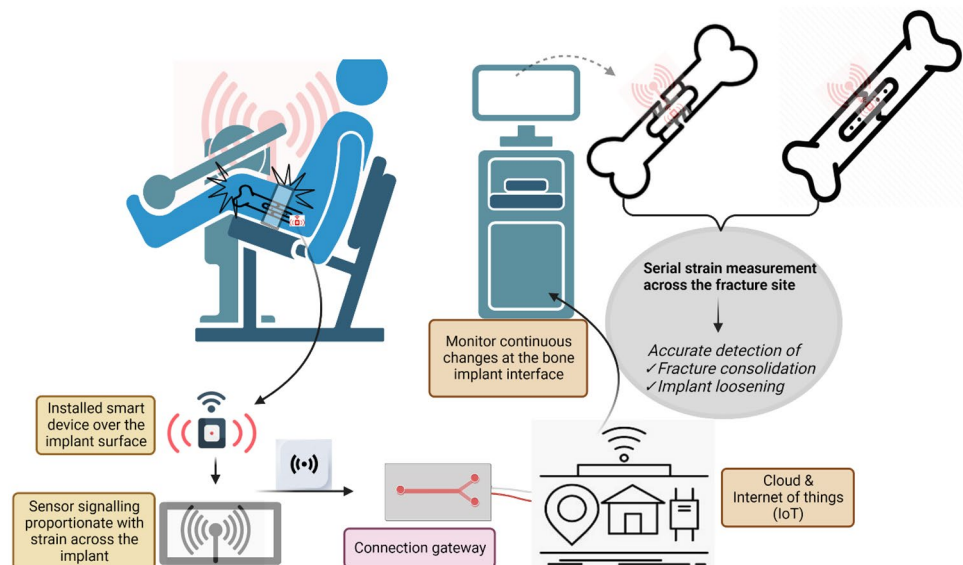 Serial strain measurement
across the fracture site
Accurate detection of
✓Fracture consolidation
✓Implant loosening
Monitor continuous
changes at the bone
implant interface
Installed smart
device over the
implant surface
Sensor signalling
proportionate with
strain across the
implant
Connection gateway
Cloud &
Internet of things
(IoT)